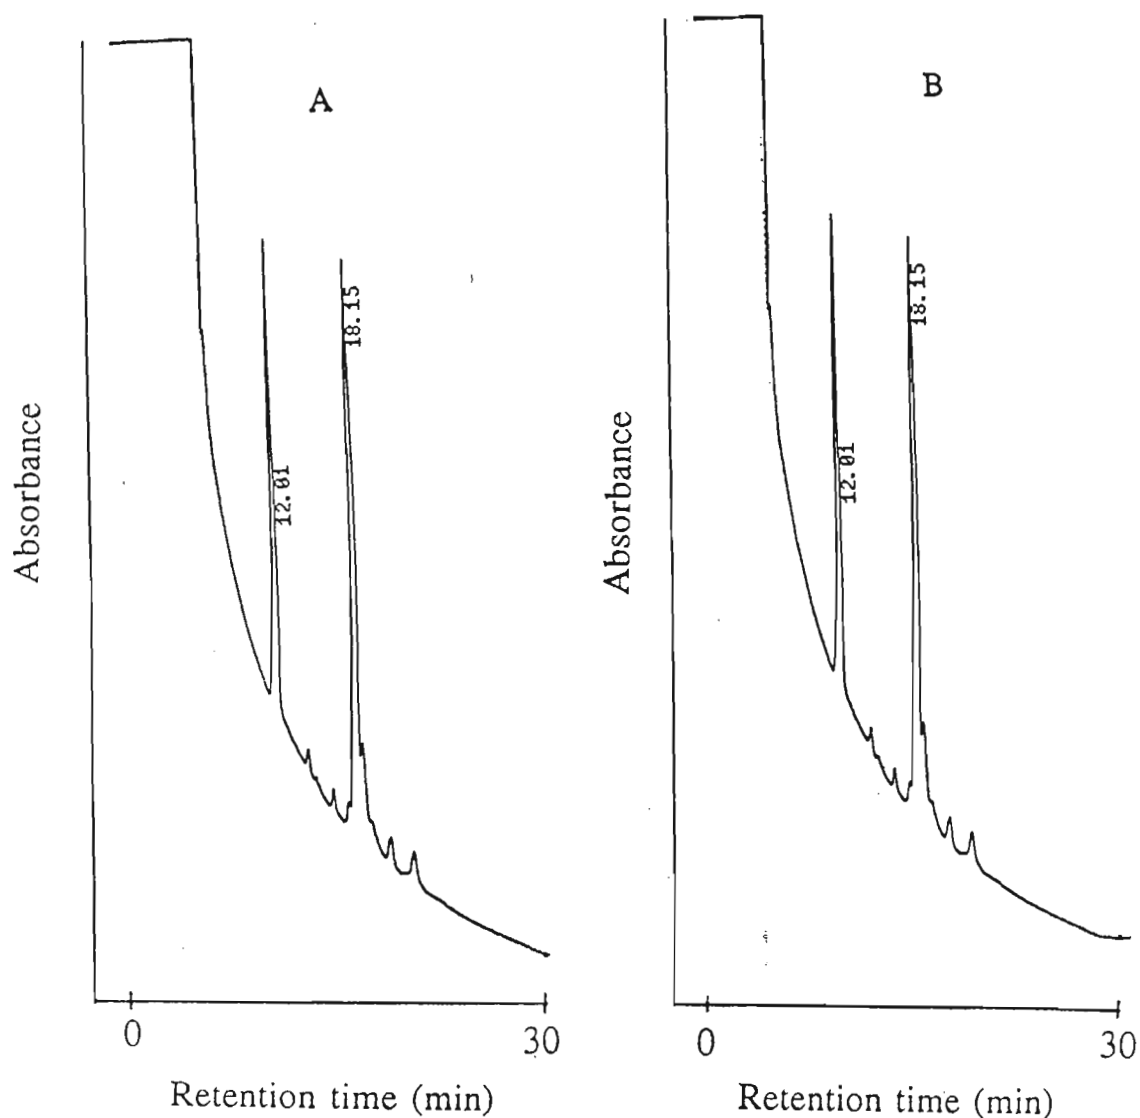 A
Absorbance
12.01
18.15
0
30
Retention time (min)
B
Absorbance
12.01
18.15
0
30
Retention time (min)